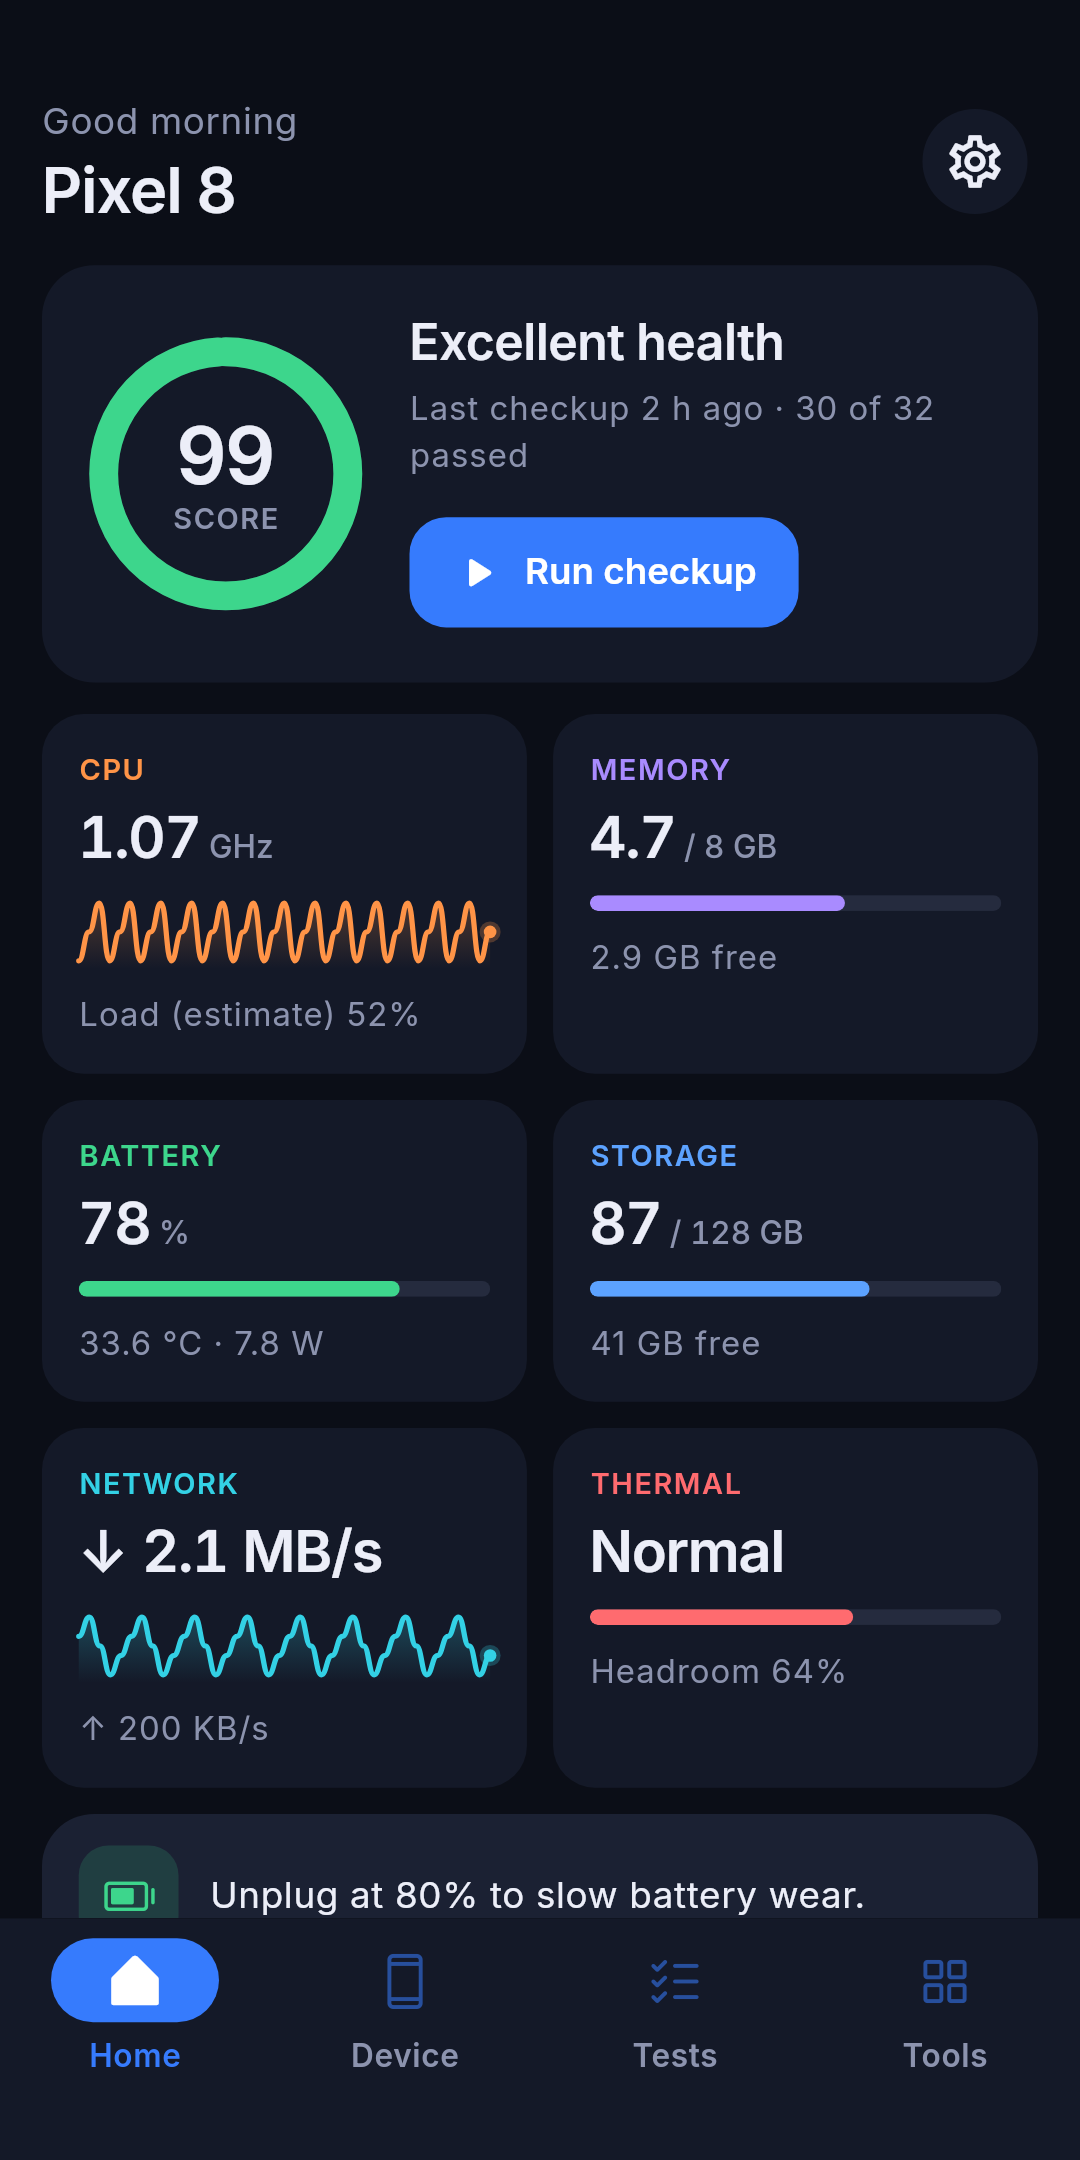 Good morning
Pixel 8
Excellent health
Last checkup 2 h ago · 30 of 32
passed
99
SCORE
Run checkup
CPU
1.07 GHz
Load (estimate) 52%
MEMORY
4.7 / 8 GB
2.9 GB free
BATTERY
78 %
33.6 °C · 7.8 W
STORAGE
87 / 128 GB
41 GB free
NETWORK
↓ 2.1 MB/s
↑ 200 KB/s
THERMAL
Normal
Headroom 64%
Unplug at 80% to slow battery wear.
Home
Device
Tests
Tools